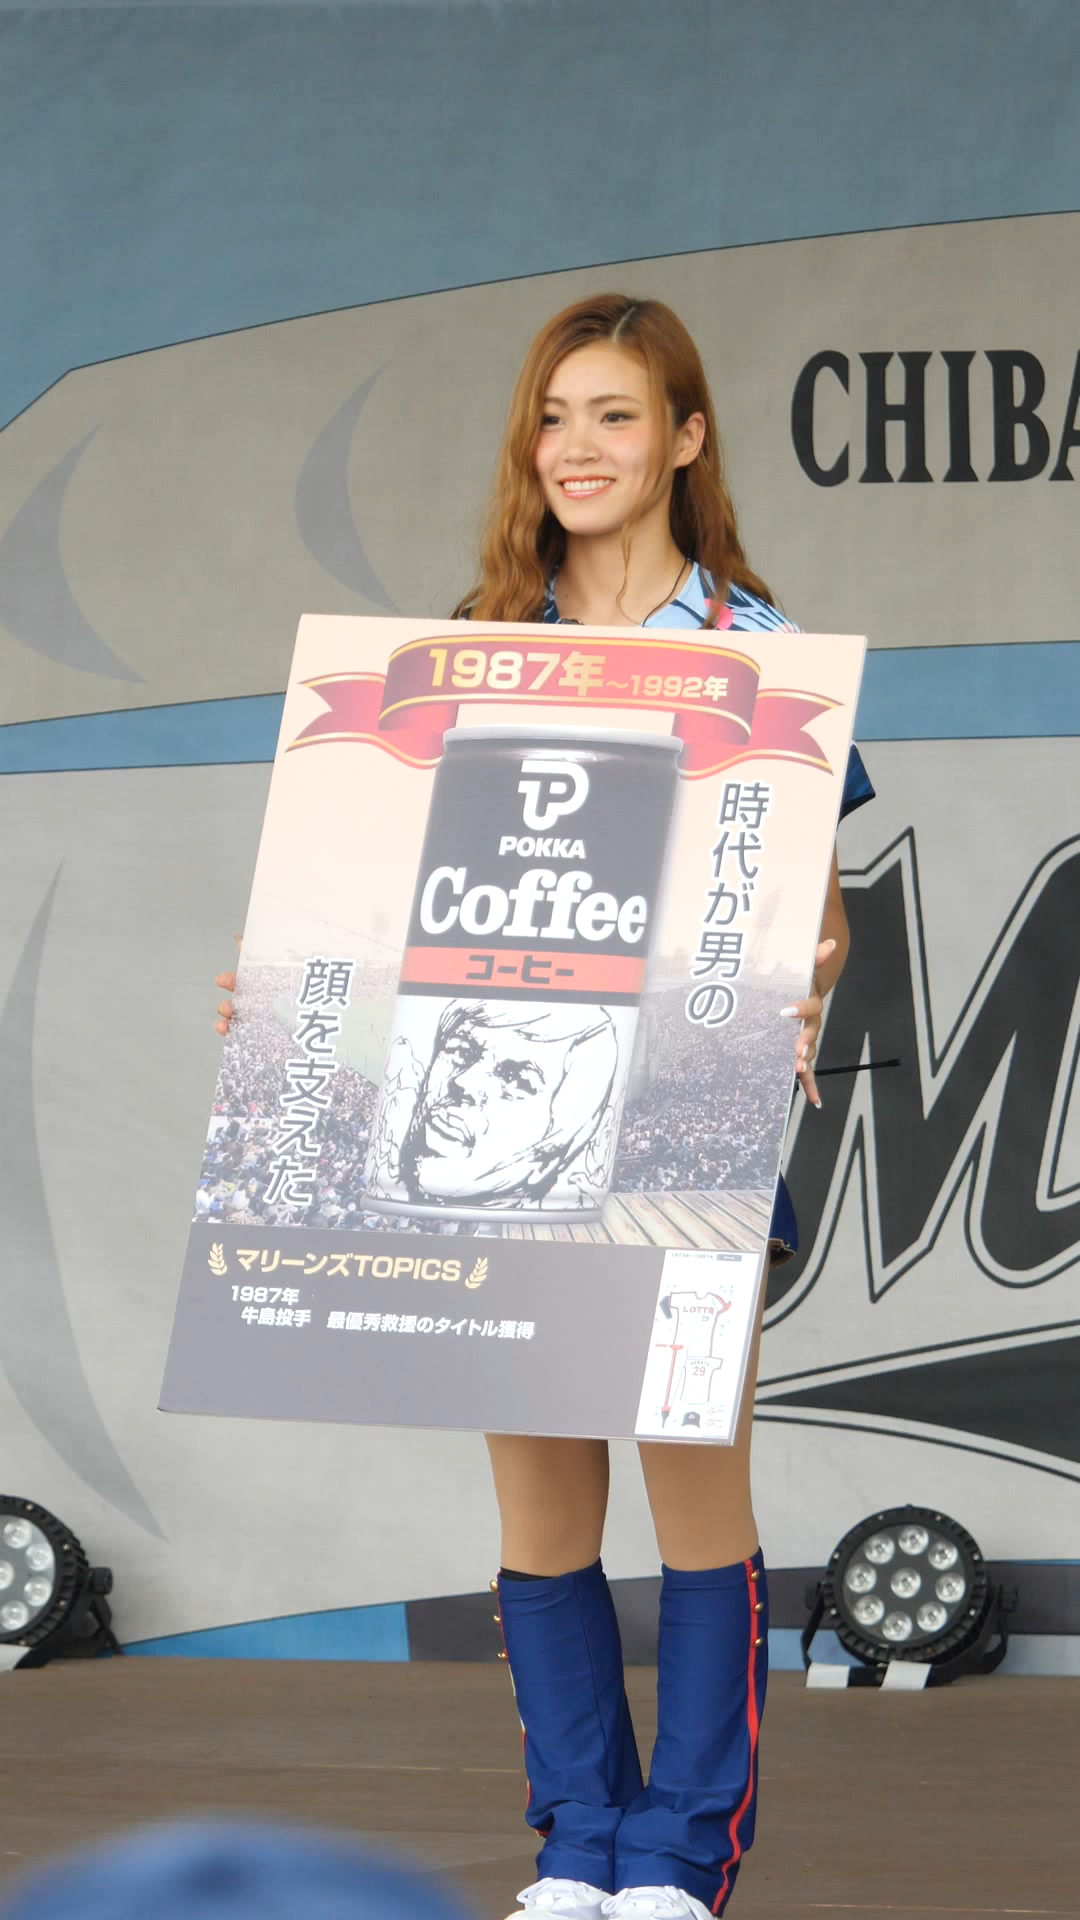 CHIBA
1987年~1992年
POKKA
Coffee
コーヒー
時代が男の
顔を支えた
マリーンズTOPICS
1987年
牛島投手 最優秀救援のタイトル獲得
LOTTE
29
M